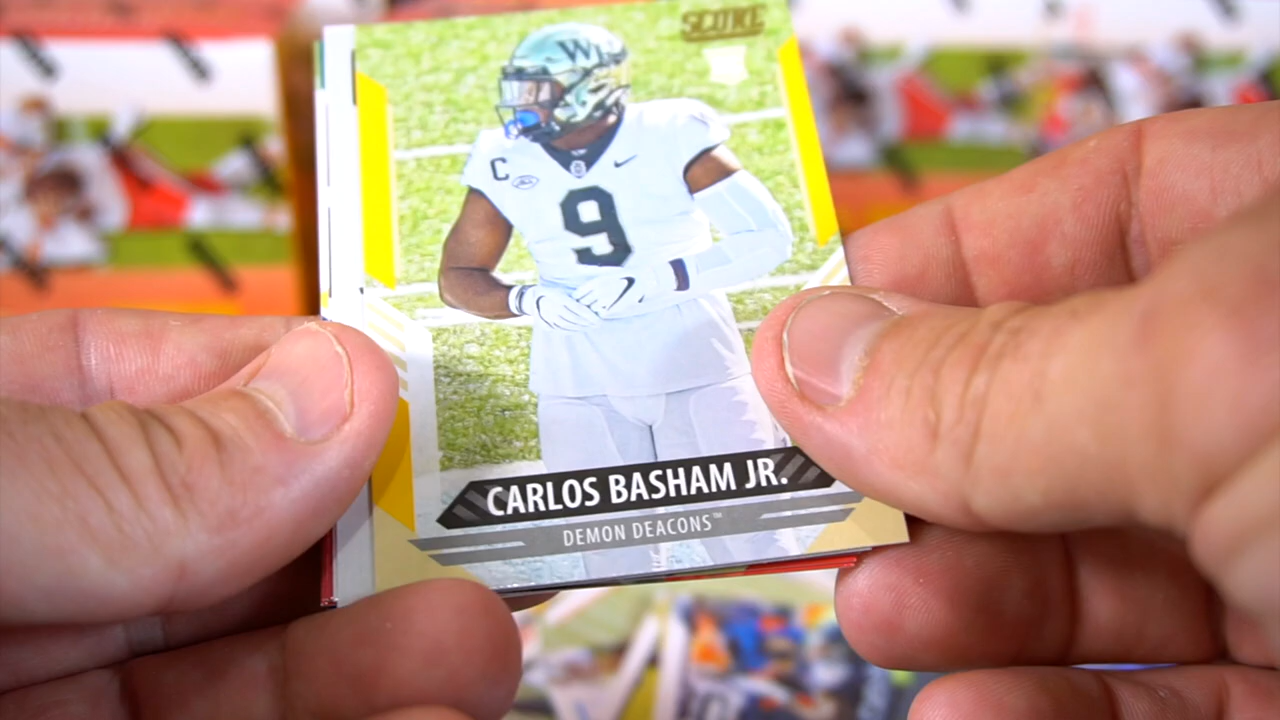 SCORE
WF
C
9
CARLOS BASHAM JR.
DEMON DEACONS™